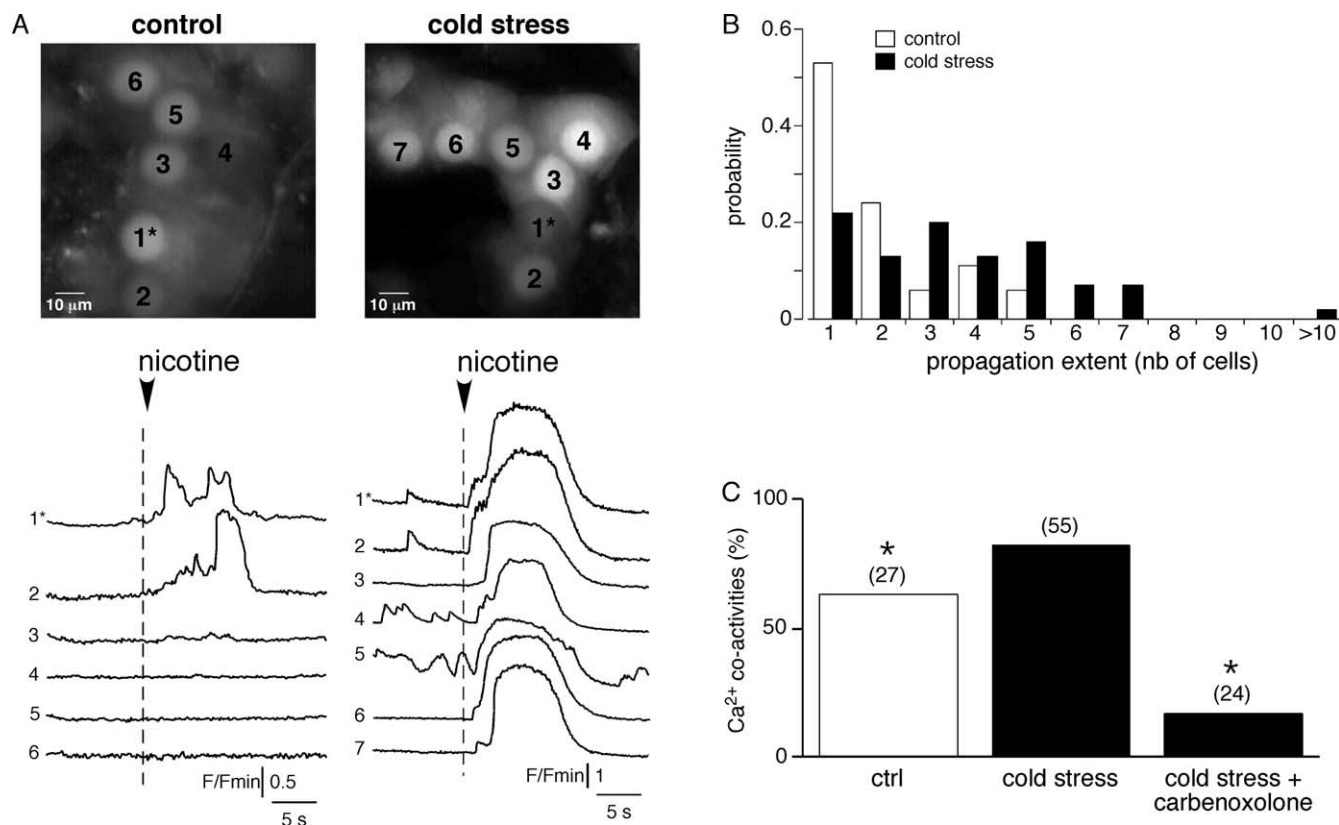 A
control
cold stress
6
5
4
3
1*
2
10 μm
7
6
5
4
3
1*
2
10 μm
nicotine
nicotine
1*
2
3
4
5
6
F/Fmin 0.5
5 s
1*
2
3
4
5
6
7
F/Fmin 1
5 s
B
control
cold stress
probability
0.6
0.4
0.2
0
1 2 3 4 5 6 7 8 9 10 >10
propagation extent (nb of cells)
C
Ca2+ co-activities (%)
100
50
0
*
(27)
(55)
*
(24)
ctrl
cold stress
cold stress +
carbenoxolone